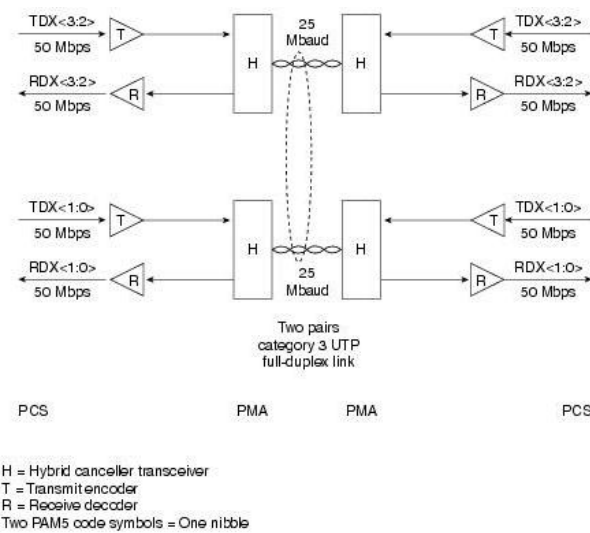 TDX<3:2>
50 Mbps
T
RDX<3:2>
50 Mbps
R
H
25
Mbaud
H
TDX<3:2>
T
50 Mbps
RDX<3:2>
R
50 Mbps
TDX<1:0>
50 Mbps
T
RDX<1:0>
50 Mbps
R
H
25
Mbaud
H
TDX<1:0>
T
50 Mbps
RDX<1:0>
R
50 Mbps
Two pairs
category 3 UTP
full-duplex link
PCS
PMA
PMA
PCS
H = Hybrid canceller transceiver
T = Transmit encoder
R = Receive decoder
Two PAM5 code symbols = One nibble